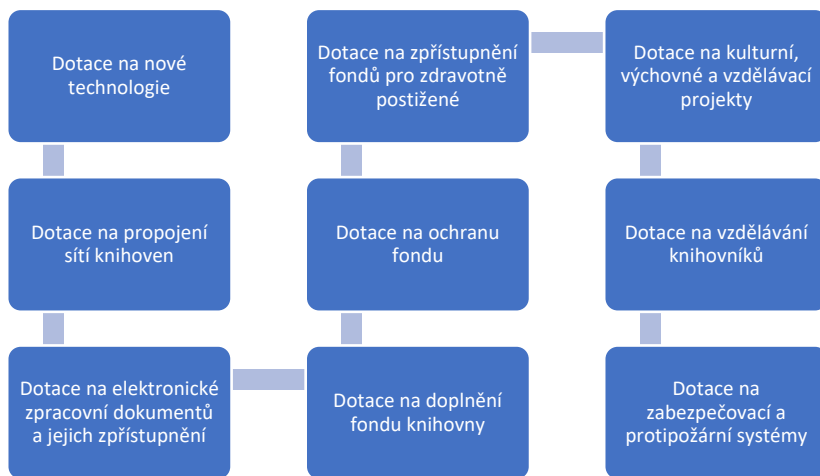 Dotace na nové
technologie
Dotace na propojení
sítí knihoven
Dotace na elektronické
zpracovní dokumentů
a jejich zpřístupnění
Dotace na doplnění
fondu knihovny
Dotace na ochranu
fondu
Dotace na zpřístupnění
fondů pro zdravotně
postižené
Dotace na kulturní,
výchovné a vzdělávací
projekty
Dotace na vzdělávání
knihovníků
Dotace na
zabezpečovací a
protipožární systémy